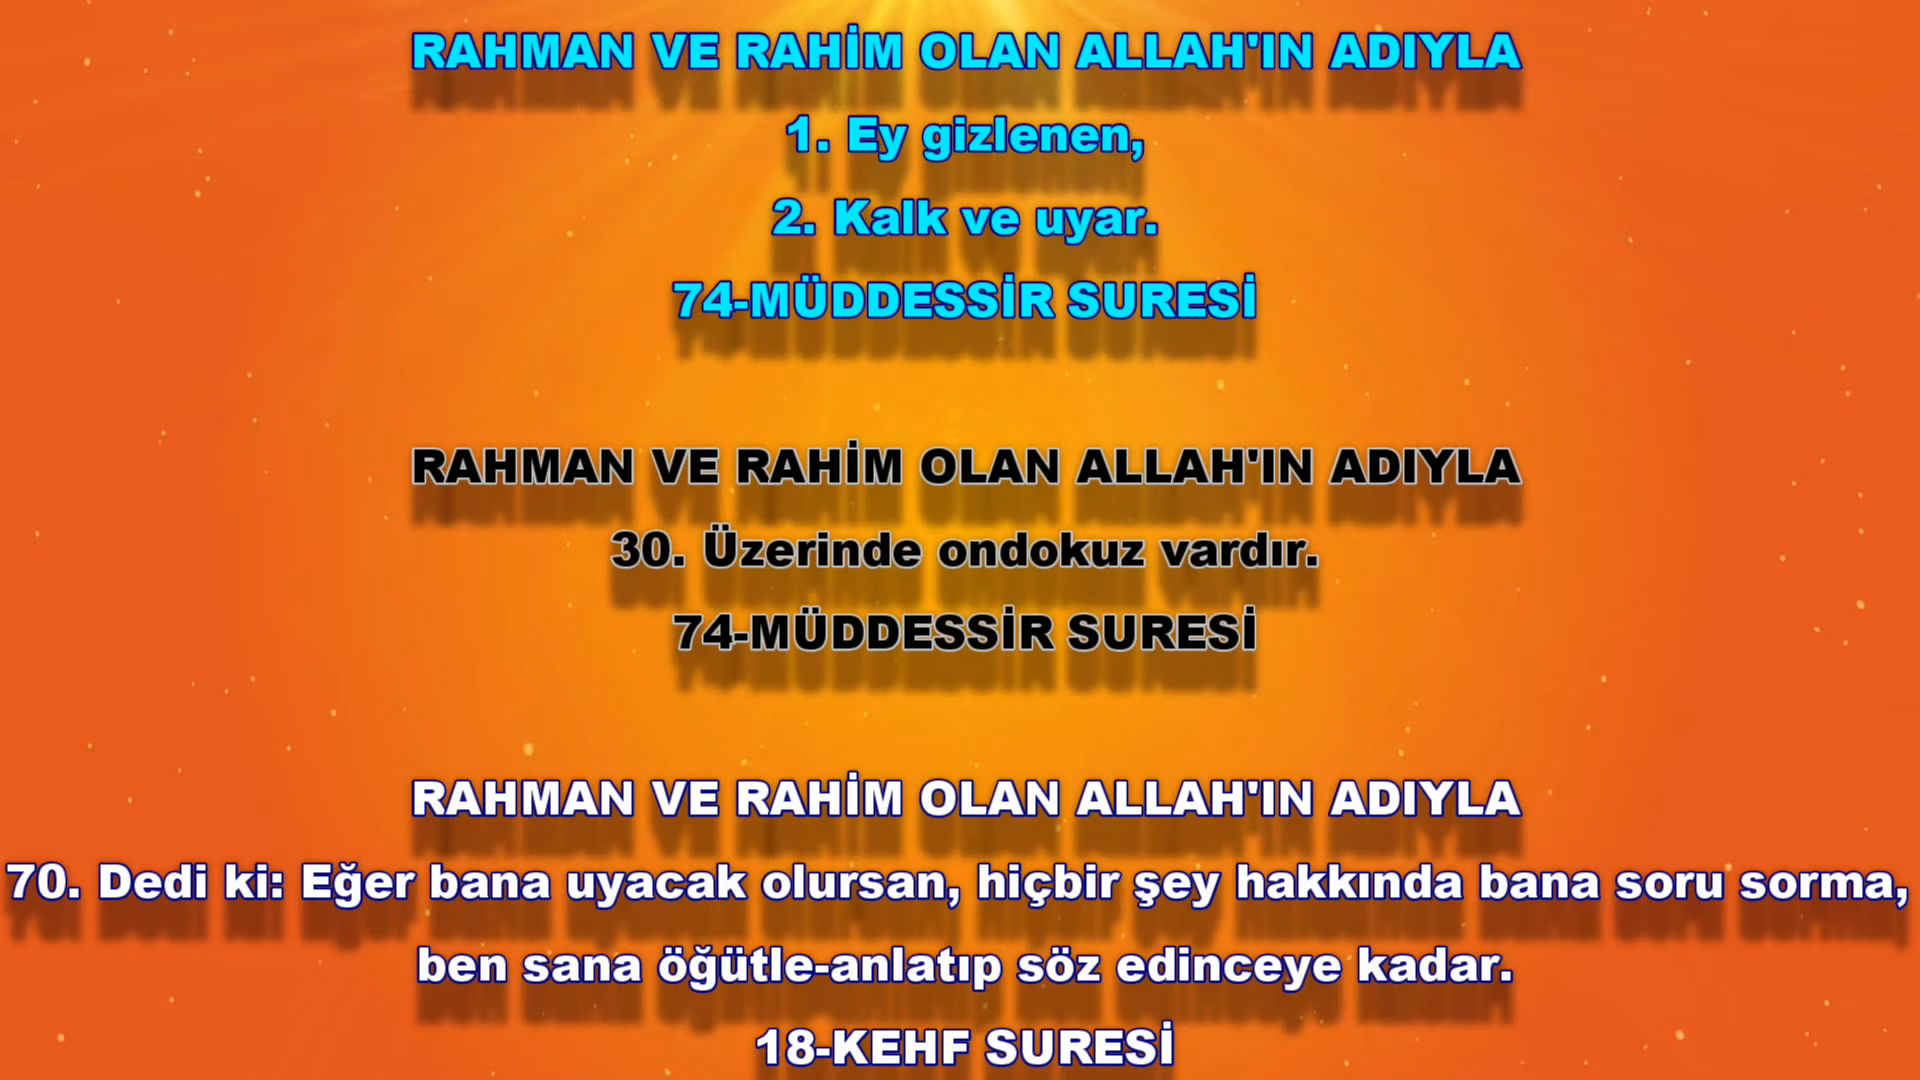 RAHMAN VE RAHİM OLAN ALLAH'IN ADIYLA
1. Ey gizlenen,
2. Kalk ve uyar.
74-MÜDDESSİR SURESİ
RAHMAN VE RAHİM OLAN ALLAH'IN ADIYLA
30. Üzerinde ondokuz vardır.
74-MÜDDESSİR SURESİ
RAHMAN VE RAHİM OLAN ALLAH'IN ADIYLA
70. Dedi ki: Eğer bana uyacak olursan, hiçbir şey hakkında bana soru sorma,
ben sana öğütle-anlatıp söz edinceye kadar.
18-KEHF SURESİ